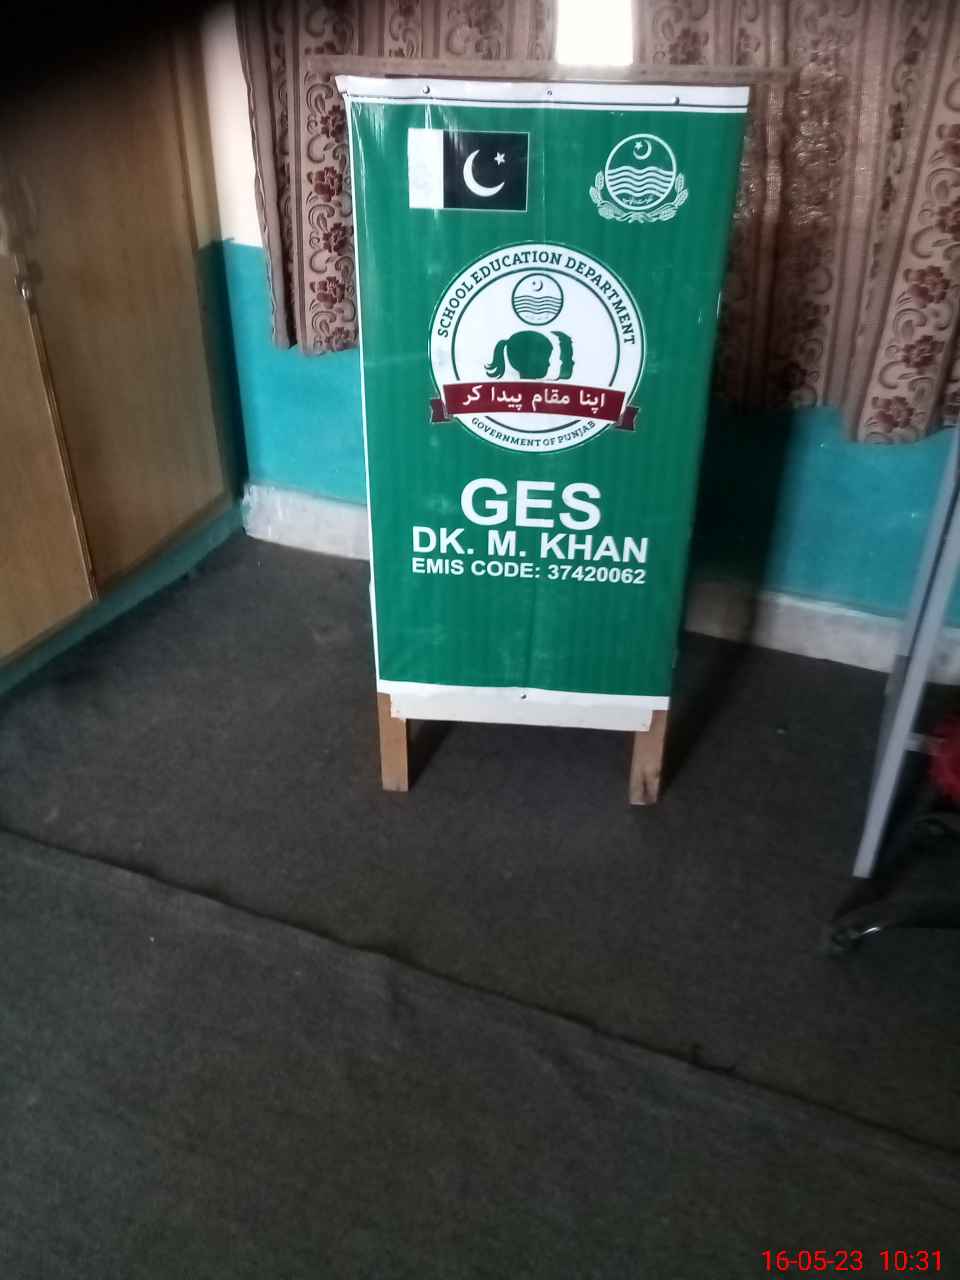 SCHOOL EDUCATION DEPARTMENT
اپنا مقام پیدا کر
GOVERNMENT OF PUNJAB
GES
DK. M. KHAN
EMIS CODE: 37420062
16-05-23 10:31